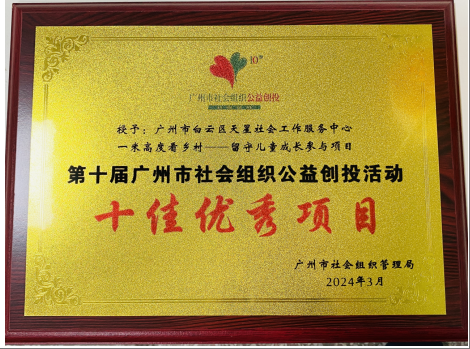 10th
广州市社会组织公益创投
授予：广州市白云区天星社会工作服务中心
一米高度看乡村——留守儿童成长参与项目
第十届广州市社会组织公益创投活动
十佳优秀项目
广州市社会组织管理局
2024年3月